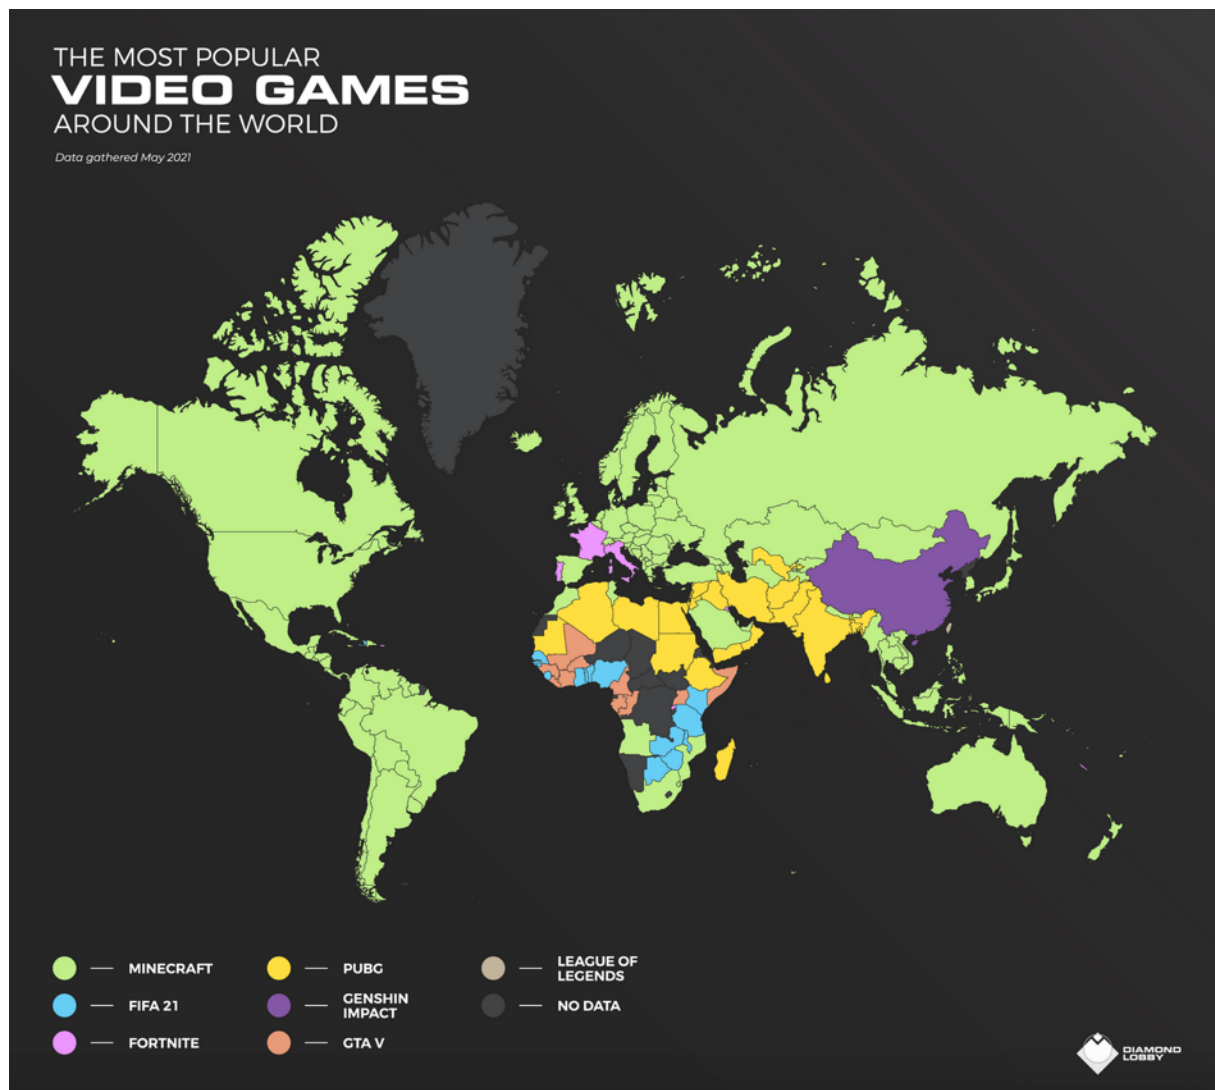 THE MOST POPULAR
VIDEO GAMES
AROUND THE WORLD
Data gathered May 2021
MINECRAFT
FIFA 21
FORTNITE
PUBG
GENSHIN
IMPACT
GTA V
LEAGUE OF
LEGENDS
NO DATA
DIAMOND
LOBBY